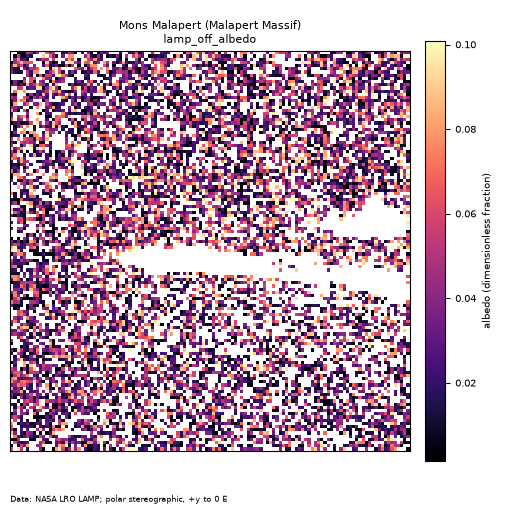 Mons Malapert (Malapert Massif)
lamp_off_albedo
0.10
0.08
0.06
0.04
0.02
albedo (dimensionless fraction)
Data: NASA LRO LAMP; polar stereographic, +y to 0 E